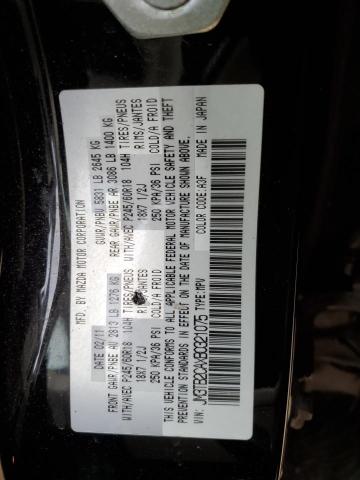 MFD. BY MAZDA MOTOR CORPORATION
DATE 02/11 GVWR/PNBV 5831 LB 2645 KG
FRONT GAWR/PNBE AV 2813 LB 1276 KG REAR GAWR/PNBE AR 3086 LB 1400 KG
WITH/AVEC P245/60R18 104H TIRES/PNEUS WITH/AVEC P245/60R18 104H TIRES/PNEUS
18X7 1/2J RIMS/JANTES 18X7 1/2J RIMS/JANTES
250 KPA/36 PSI COLD/A FROID 250 KPA/36 PSI COLD/A FROID
THIS VEHICLE CONFORMS TO ALL APPLICABLE FEDERAL MOTOR VEHICLE SAFETY AND THEFT
PREVENTION STANDARDS IN EFFECT ON THE DATE OF MANUFACTURE SHOWN ABOVE.
VIN: JM3TB2CAXB0321075 TYPE: MPV COLOR CODE: A3F MADE IN JAPAN